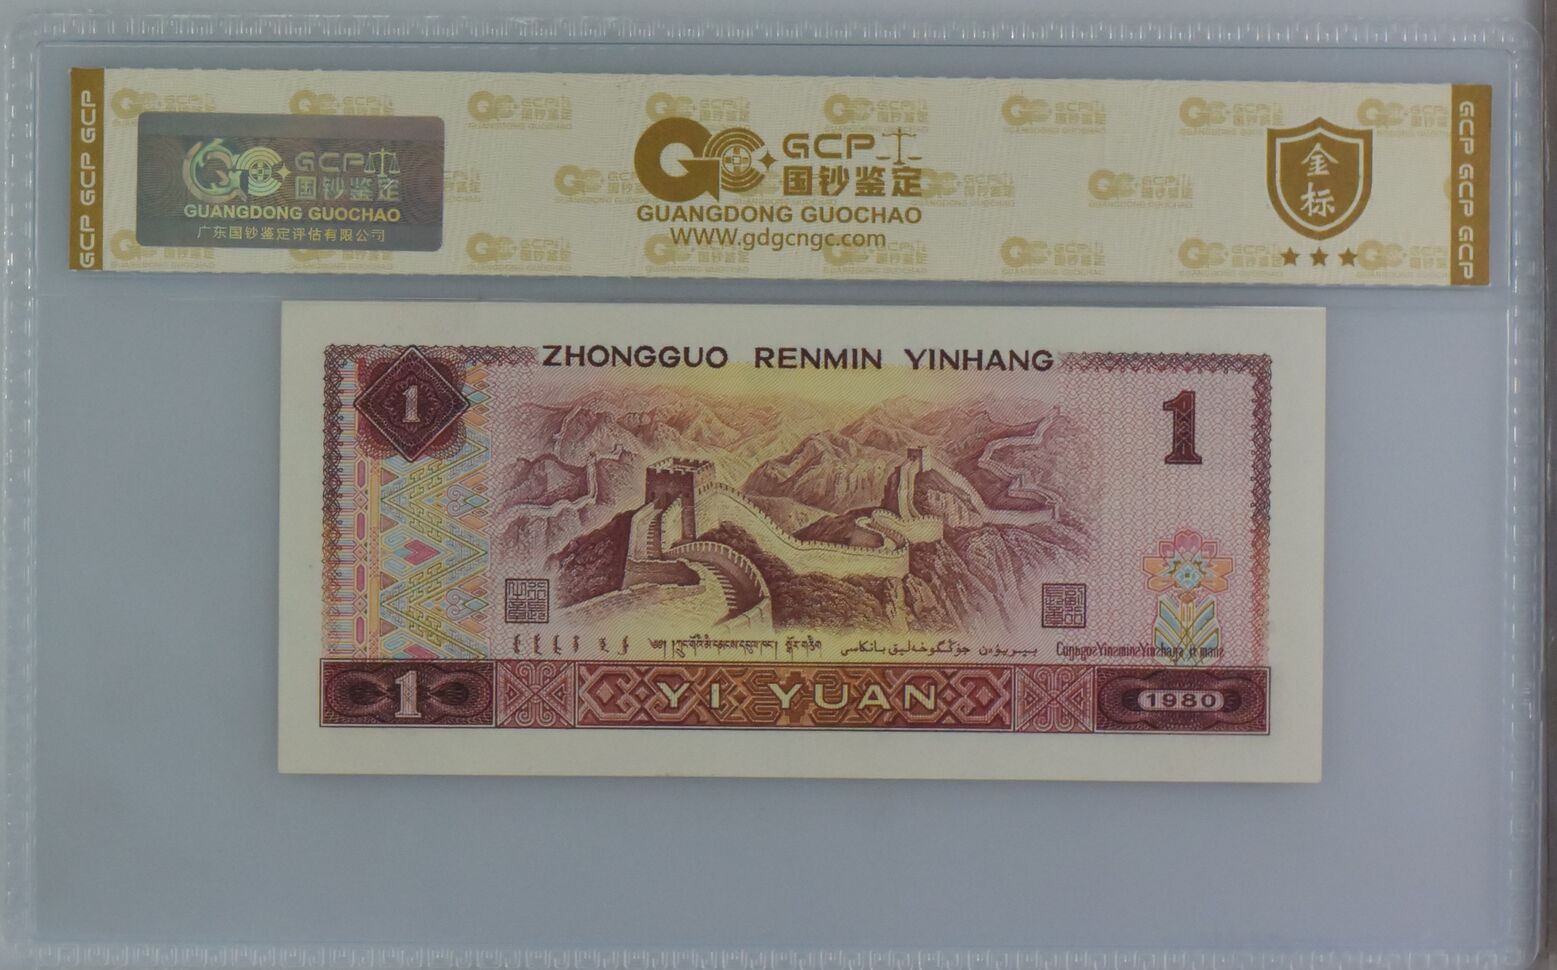 GCP GCP GCP
GCP
国钞鉴定
GUANGDONG GUOCHAO
广东国钞鉴定评估有限公司
GCP
国钞鉴定
GUANGDONG GUOCHAO
WWW.gdgcngc.com
金
标
GCP GCP GCP
ZHONGGUO RENMIN YINHANG
1
1
1
YI YUAN
1980